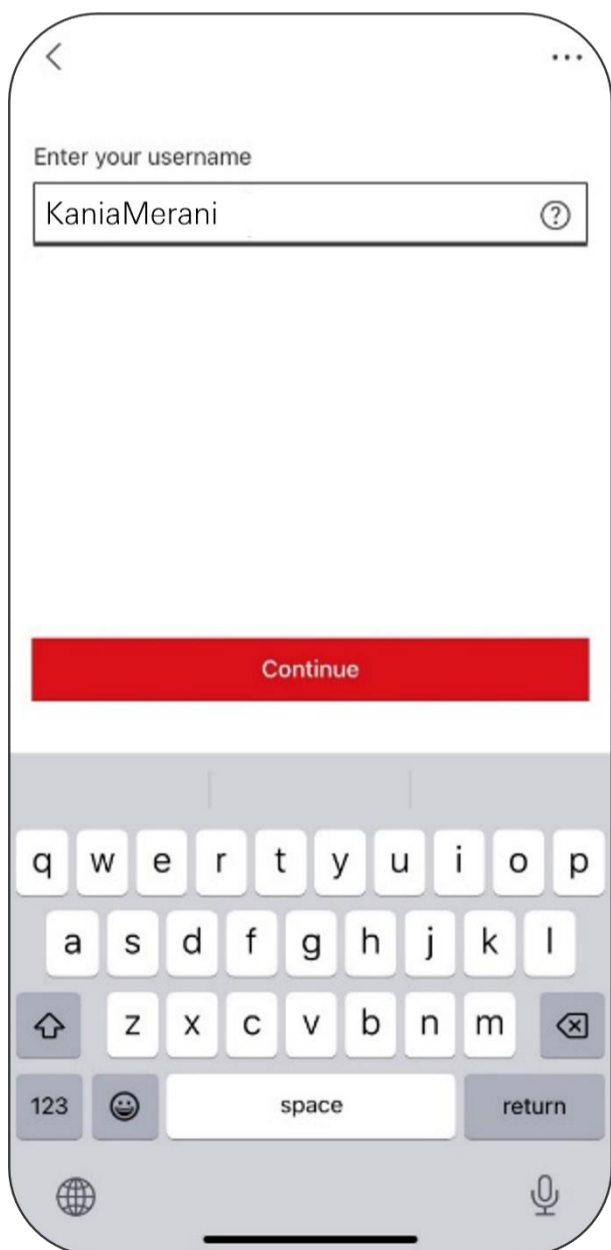 Enter your username
KaniaMerani ?
Continue
q w e r t y u i o p
a s d f g h j k l
z x c v b n m
123 space return